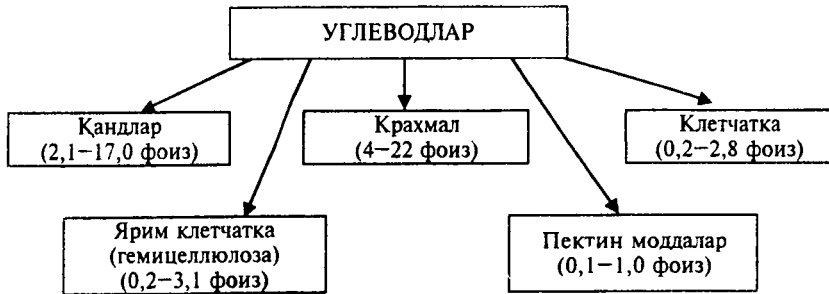 УГЛЕВОДЛАР
Қандлар
(2,1–17,0 фоиз)
Крахмал
(4–22 фоиз)
Клетчатка
(0,2–2,8 фоиз)
Ярим клетчатка
(гемицеллюлоза)
(0,2–3,1 фоиз)
Пектин моддалар
(0,1–1,0 фоиз)